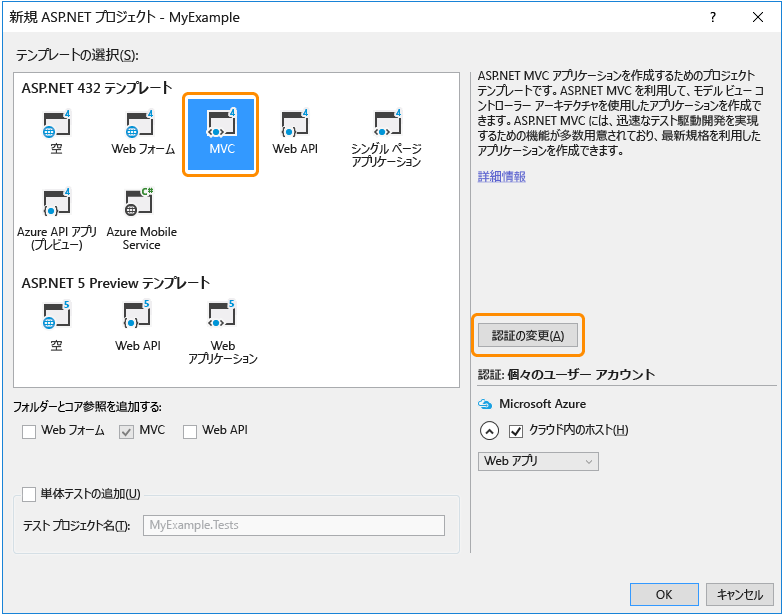 新規 ASP.NET プロジェクト - MyExample
?
テンプレートの選択(S):
ASP.NET 432 テンプレート
4
空
4
Web フォーム
4
MVC
4
Web API
4
シングル ページ
アプリケーション
4
Azure API アプリ
(プレビュー)
C#
Azure Mobile
Service
ASP.NET 5 Preview テンプレート
5
空
5
Web API
5
Web
アプリケーション
フォルダーとコア参照を追加する:
Web フォーム
MVC
Web API
単体テストの追加(U)
テスト プロジェクト名(T):
MyExample.Tests
ASP.NET MVC アプリケーションを作成するためのプロジェクト
テンプレートです。ASP.NET MVC を利用して、モデル ビュー コ
ントローラー アーキテクチャを使用したアプリケーションを作成で
きます。ASP.NET MVC には、迅速なテスト駆動開発を実現
するための機能が多数用意されており、最新規格を利用した
アプリケーションを作成できます。
詳細情報
認証の変更(A)
認証: 個々のユーザー アカウント
Microsoft Azure
クラウド内のホスト(H)
Web アプリ
OK
キャンセル